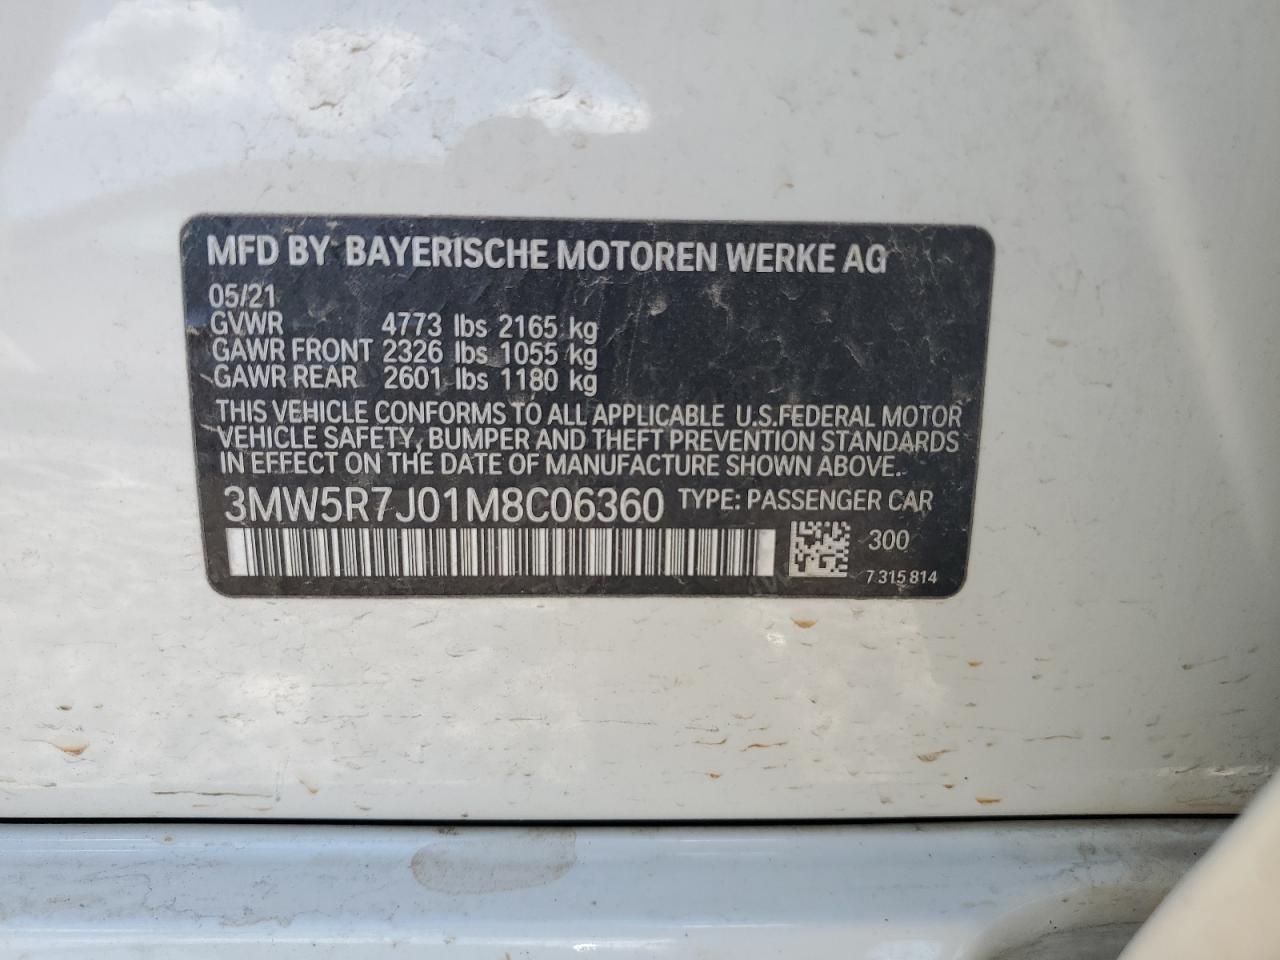 MFD BY BAYERISCHE MOTOREN WERKE AG
05/21
GVWR 4773 lbs 2165 kg
GAWR FRONT 2326 lbs 1055 kg
GAWR REAR 2601 lbs 1180 kg
THIS VEHICLE CONFORMS TO ALL APPLICABLE U.S.FEDERAL MOTOR
VEHICLE SAFETY, BUMPER AND THEFT PREVENTION STANDARDS
IN EFFECT ON THE DATE OF MANUFACTURE SHOWN ABOVE.
3MW5R7J01M8C06360 TYPE: PASSENGER CAR
300
7 315 814